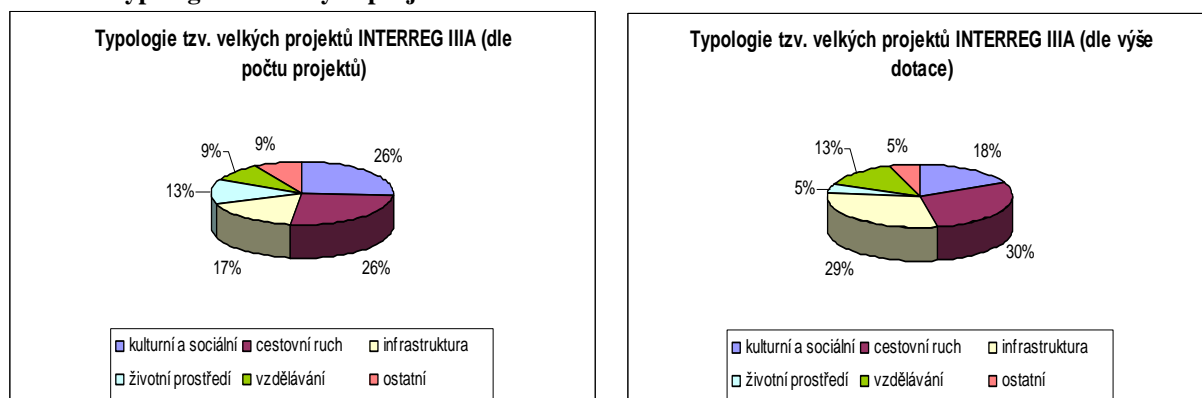 Typologie tzv. velkých projektů INTERREG IIIA (dle
počtu projektů)
9%
9%
26%
13%
17%
26%
kulturní a sociální
cestovní ruch
infrastruktura
životní prostředí
vzdělávání
ostatní
Typologie tzv. velkých projektů INTERREG IIIA (dle výše
dotace)
13%
5%
18%
5%
29%
30%
kulturní a sociální
cestovní ruch
infrastruktura
životní prostředí
vzdělávání
ostatní